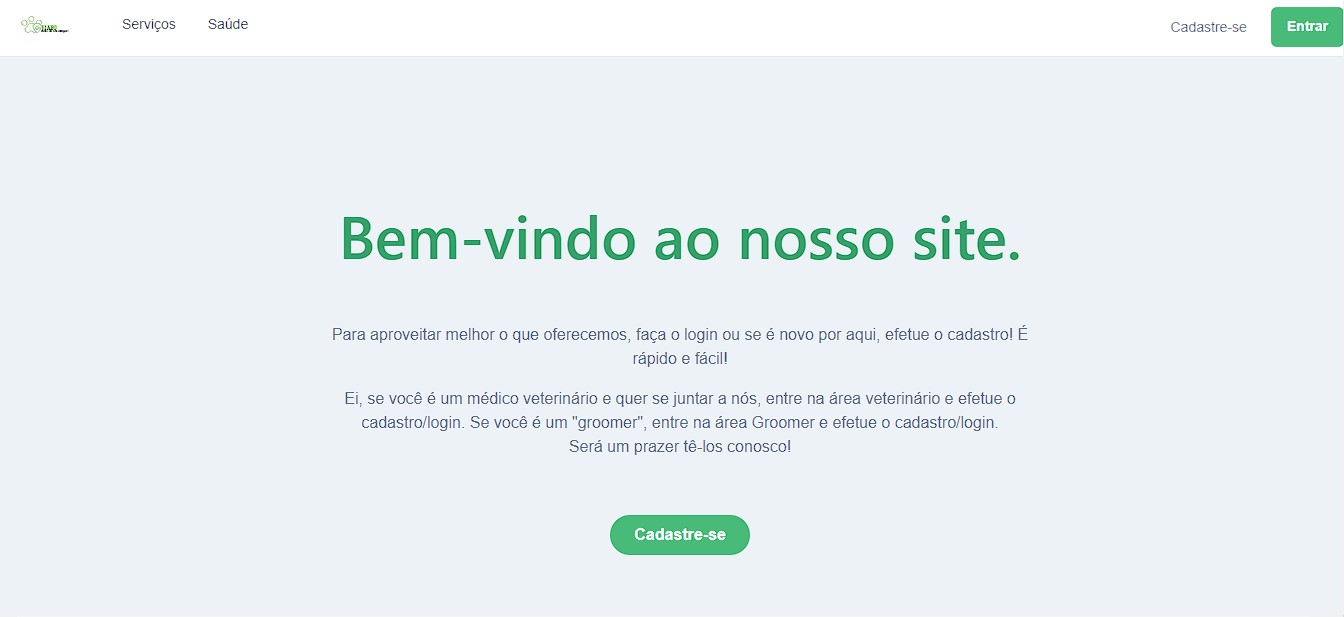 Serviços
Saúde
Cadastre-se
Entrar
Bem-vindo ao nosso site.
Para aproveitar melhor o que oferecemos, faça o login ou se é novo por aqui, efetue o cadastro! É
rápido e fácil!
Ei, se você é um médico veterinário e quer se juntar a nós, entre na área veterinário e efetue o
cadastro/login. Se você é um "groomer", entre na área Groomer e efetue o cadastro/login.
Será um prazer tê-los conosco!
Cadastre-se